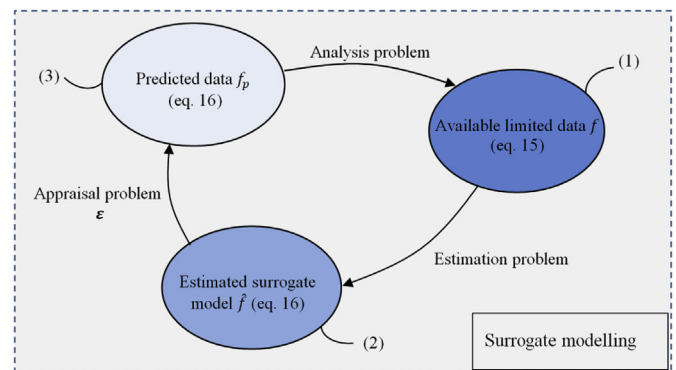 Analysis problem
(3)
Predicted data fₚ
(eq. 16)
(1)
Available limited data f
(eq. 15)
Appraisal problem
ε
Estimation problem
Estimated surrogate
model f̂ (eq. 16)
(2)
Surrogate modelling